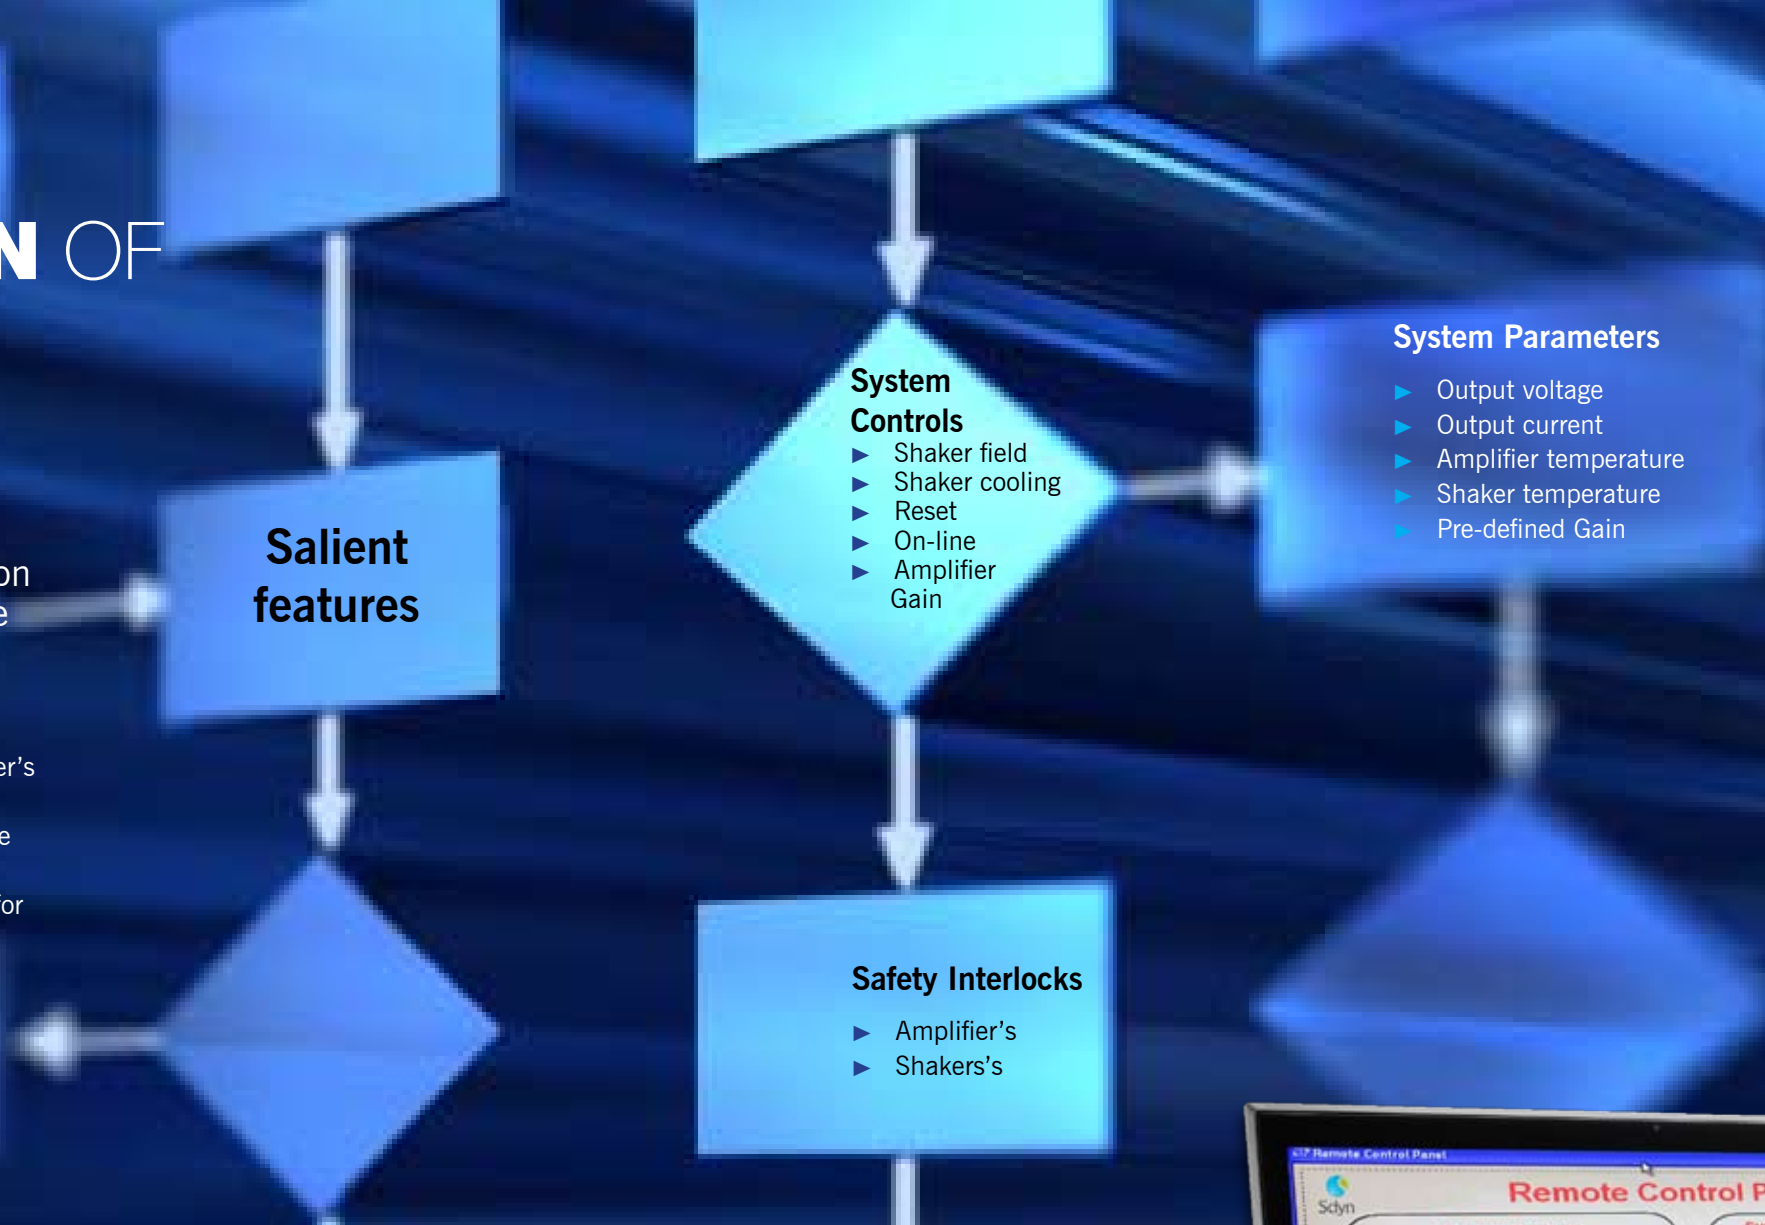 N OF
on
e
er's
e
for
Salient
features
System
Controls
► Shaker field
► Shaker cooling
► Reset
► On-line
► Amplifier
Gain
System Parameters
► Output voltage
► Output current
► Amplifier temperature
► Shaker temperature
► Pre-defined Gain
Safety Interlocks
► Amplifier's
► Shakers's
Remote Control Panel
Sdyn
Remote Control P